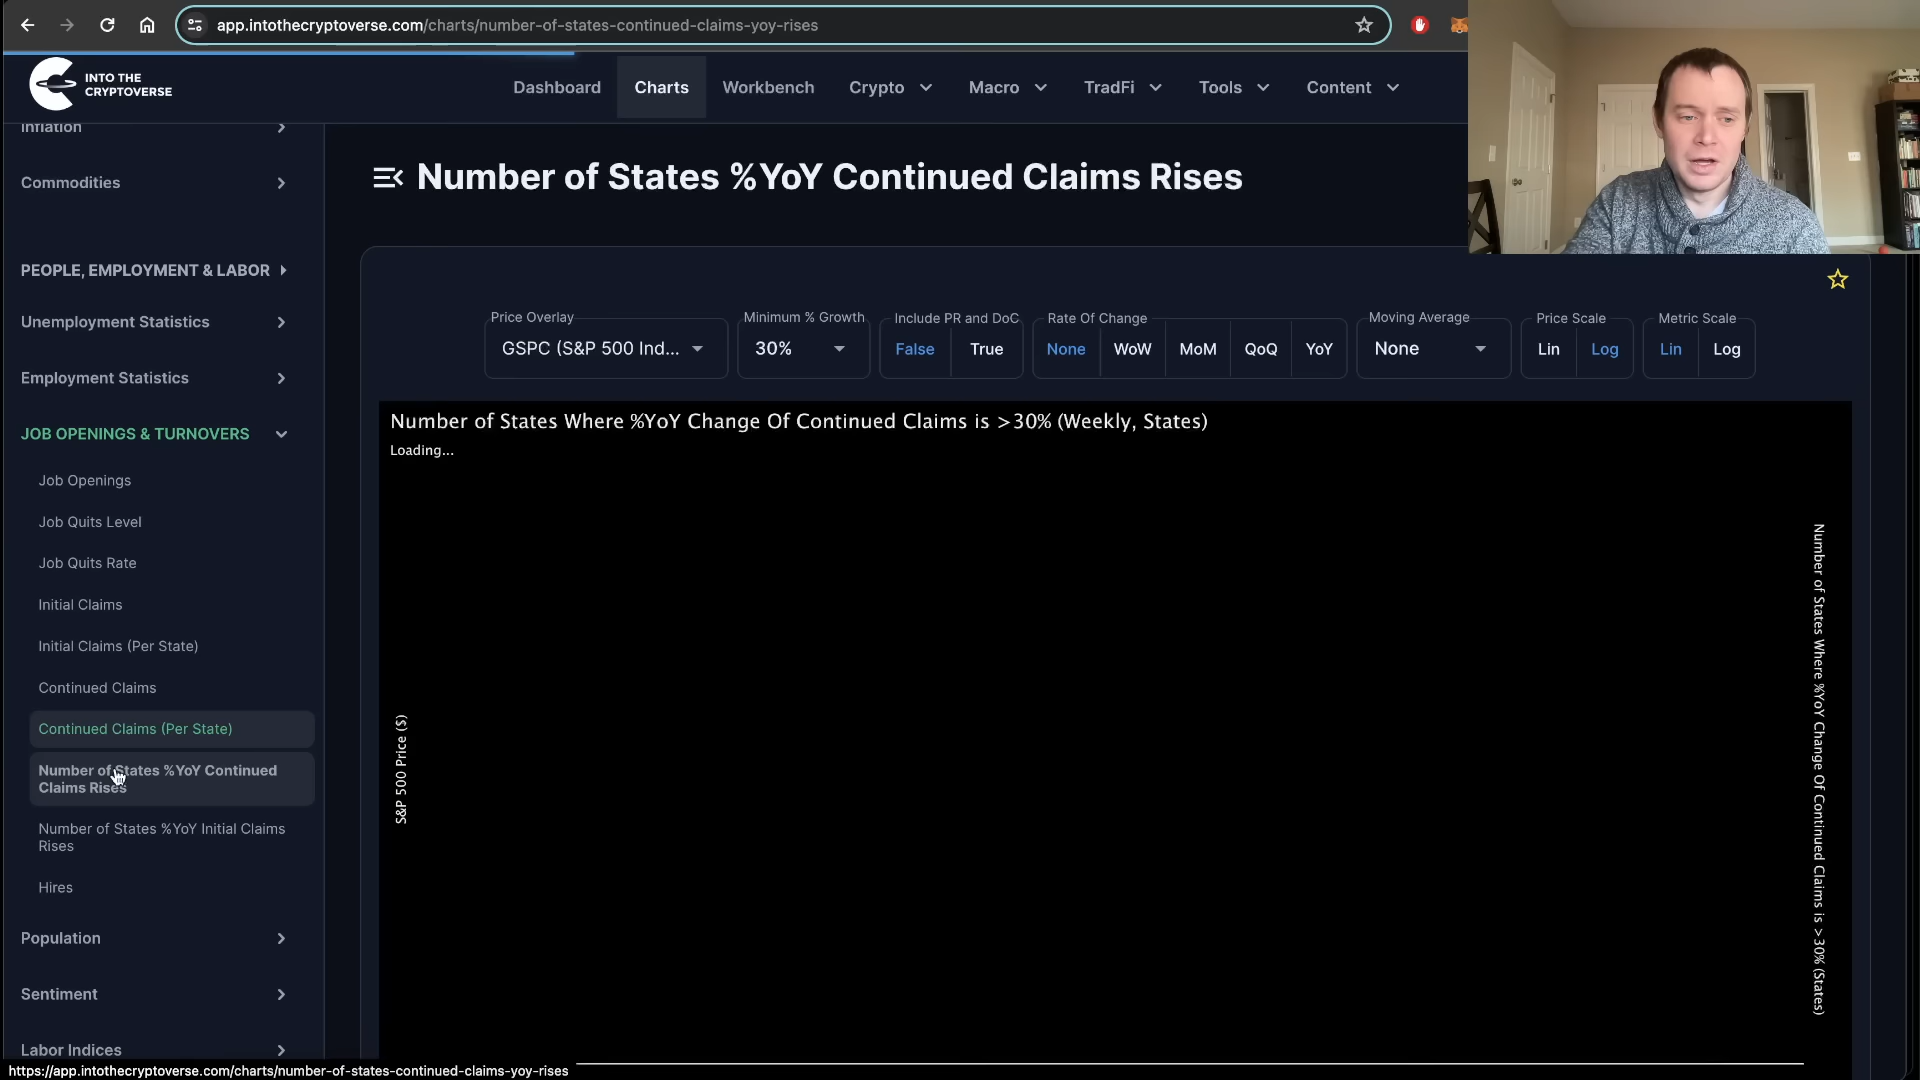 app.intothecryptoverse.com/charts/number-of-states-continued-claims-yoy-rises
INTO THE
CRYPTOVERSE
Dashboard
Charts
Workbench
Crypto
Macro
TradFi
Tools
Content
Inflation
Commodities
PEOPLE, EMPLOYMENT & LABOR
Unemployment Statistics
Employment Statistics
JOB OPENINGS & TURNOVERS
Job Openings
Job Quits Level
Job Quits Rate
Initial Claims
Initial Claims (Per State)
Continued Claims
Continued Claims (Per State)
Number of States %YoY Continued
Claims Rises
Number of States %YoY Initial Claims
Rises
Hires
Population
Sentiment
Labor Indices
https://app.intothecryptoverse.com/charts/number-of-states-continued-claims-yoy-rises
Number of States %YoY Continued Claims Rises
Price Overlay
GSPC (S&P 500 Ind...
Minimum % Growth
30%
Include PR and DoC
False
True
Rate Of Change
None
WoW
MoM
QoQ
YoY
Moving Average
None
Price Scale
Lin
Log
Metric Scale
Lin
Log
Number of States Where %YoY Change Of Continued Claims is >30% (Weekly, States)
Loading...
S&P 500 Price ($)
Number of States Where %YoY Change Of Continued Claims is >30% (States)